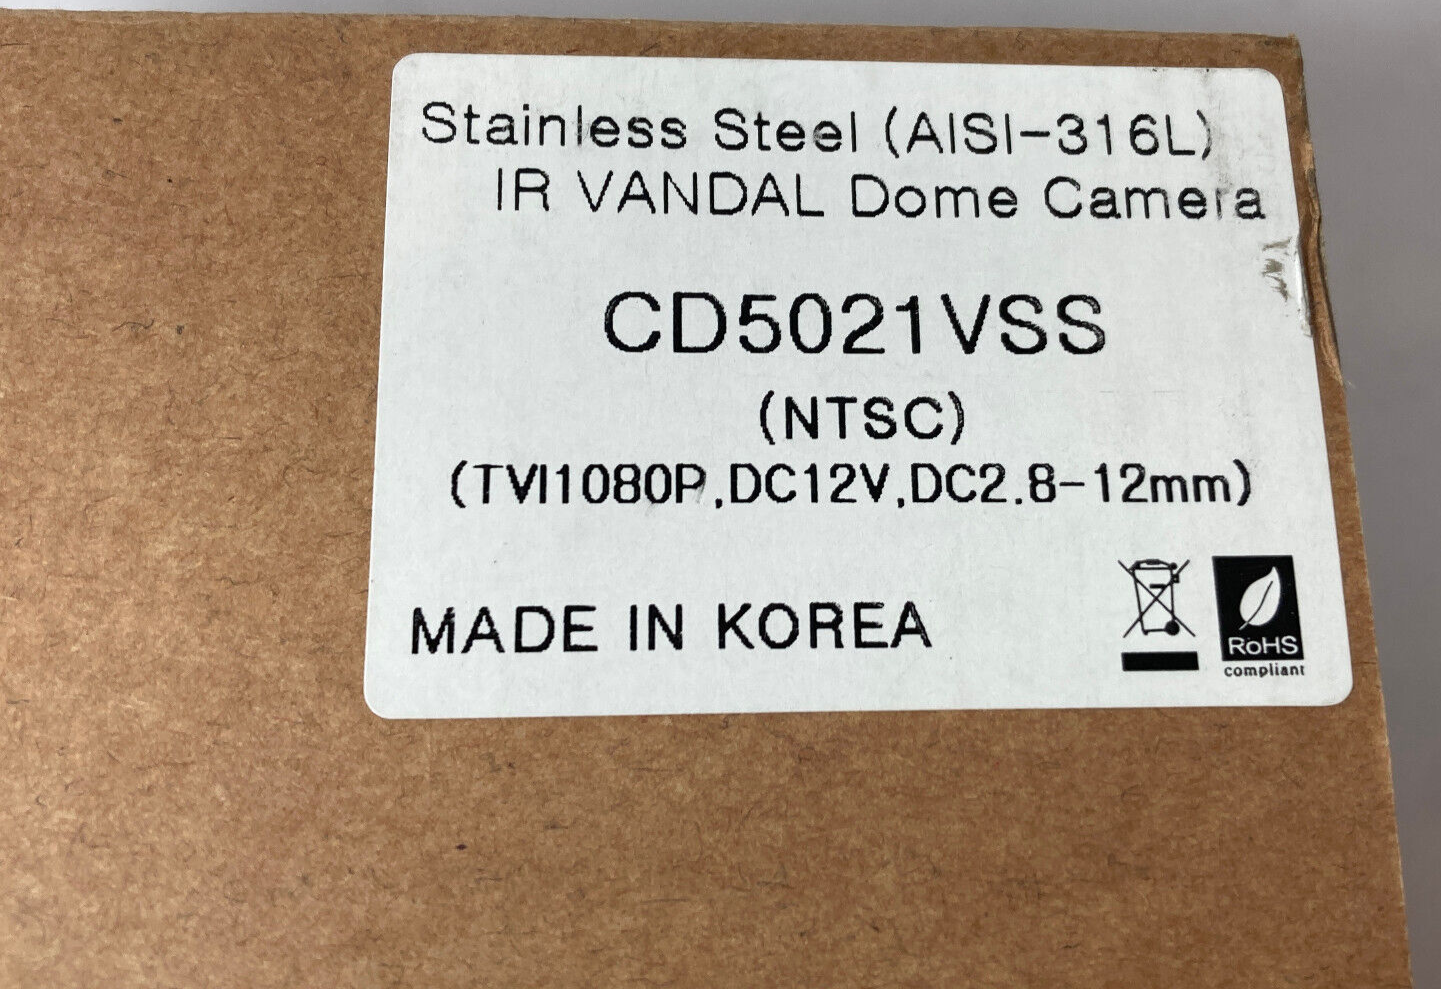 Stainless Steel (AISI-316L)
IR VANDAL Dome Camera
CD5021VSS
(NTSC)
(TVI1080P,DC12V,DC2.8-12mm)
MADE IN KOREA
RoHS
compliant